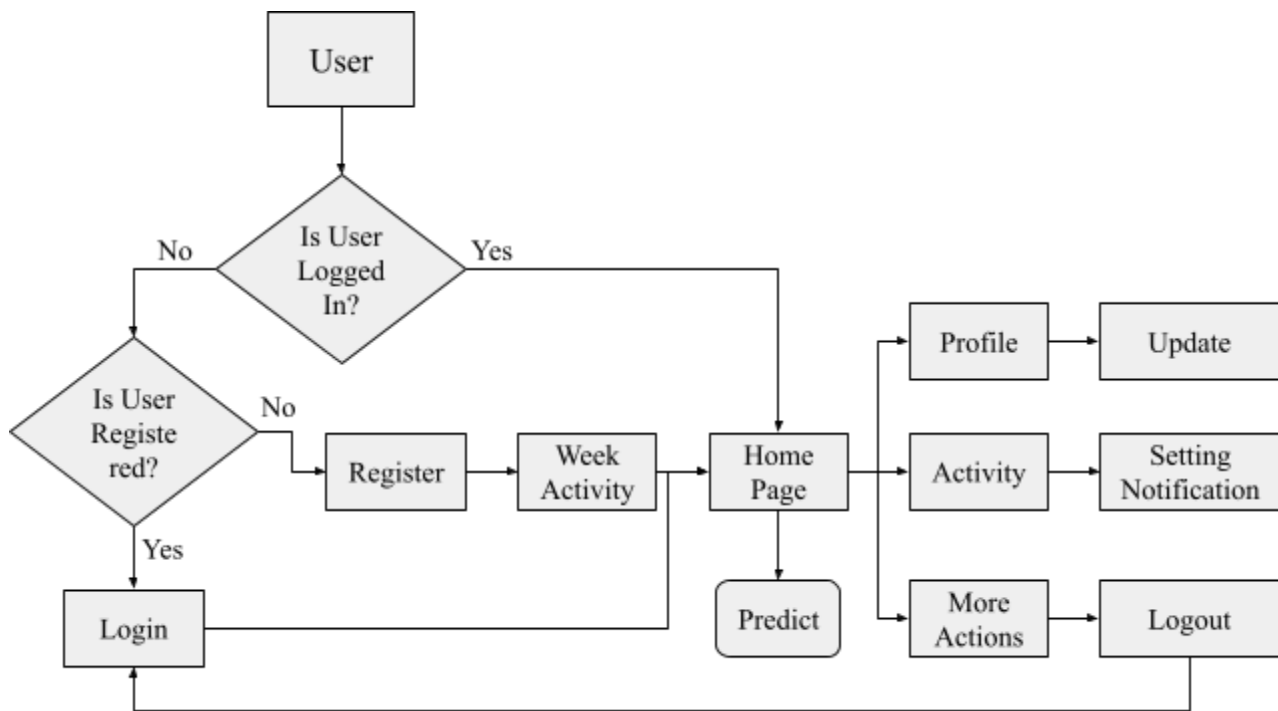 User
Is User
Logged
In?
No
Yes
Is User
Registe
red?
No
Yes
Register
Week
Activity
Home
Page
Profile
Update
Activity
Setting
Notification
Login
Predict
More
Actions
Logout